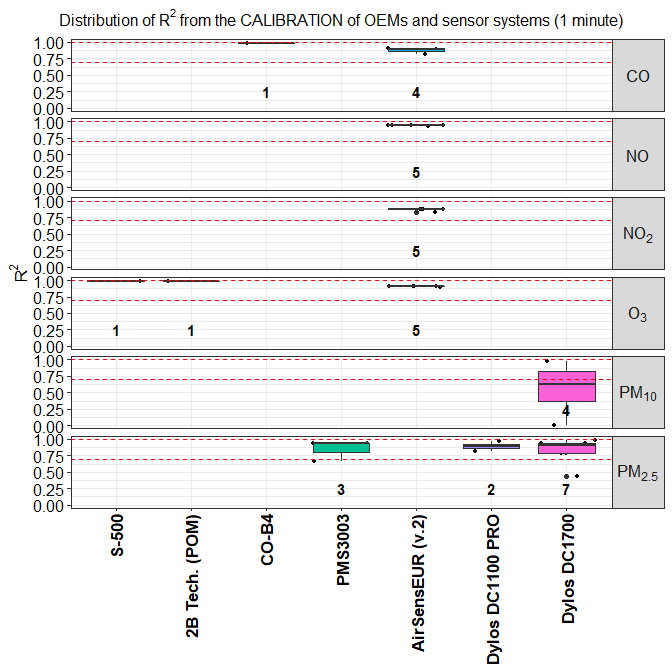 Distribution of R² from the CALIBRATION of OEMs and sensor systems (1 minute)
R²
1.00
0.75
0.50
0.25
0.00
1
4
CO
1.00
0.75
0.50
0.25
0.00
5
NO
1.00
0.75
0.50
0.25
0.00
5
NO₂
1.00
0.75
0.50
0.25
0.00
1
1
5
O₃
1.00
0.75
0.50
0.25
0.00
4
PM₁₀
1.00
0.75
0.50
0.25
0.00
3
2
7
PM₂.₅
S-500
2B Tech. (POM)
CO-B4
PMS3003
AirSensEUR (v.2)
Dylos DC1100 PRO
Dylos DC1700